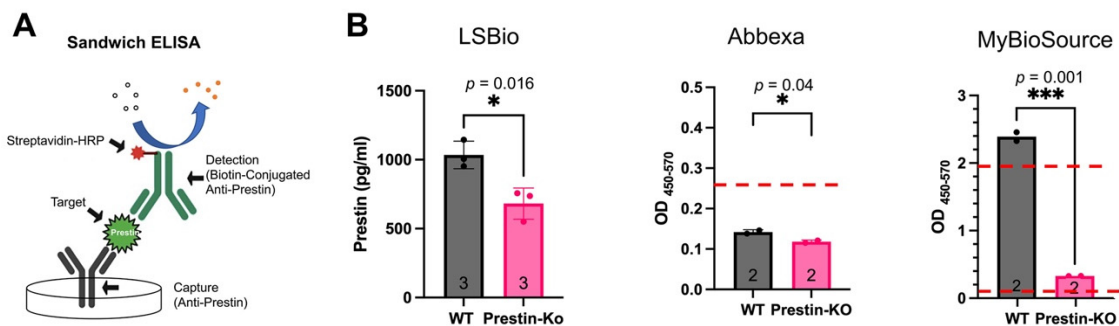 A
Sandwich ELISA
Streptavidin-HRP
Detection
(Biotin-Conjugated
Anti-Prestin)
Target
Prestin
Capture
(Anti-Prestin)
B
LSBio
p = 0.016
*
1500
1000
500
0
Prestin (pg/ml)
3
3
WT
Prestin-Ko
Abbexa
p = 0.04
*
0.5
0.4
0.3
0.2
0.1
0.0
OD 450-570
2
2
WT
Prestin-KO
MyBioSource
p = 0.001
***
3
2
1
0
OD 450-570
2
2
WT
Prestin-KO